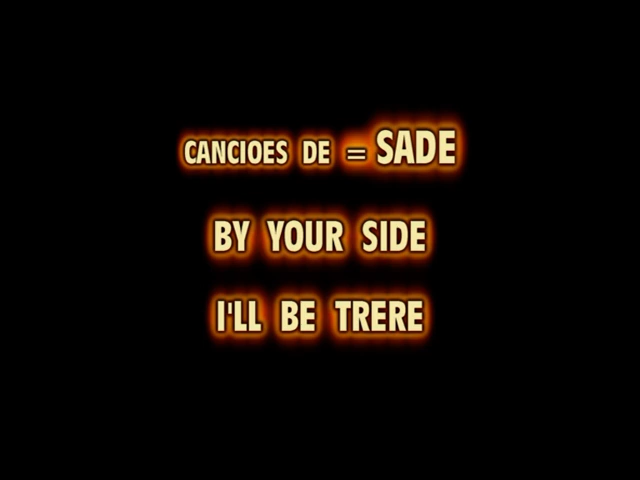 CANCIOES DE = SADE
BY YOUR SIDE
I'LL BE TRERE